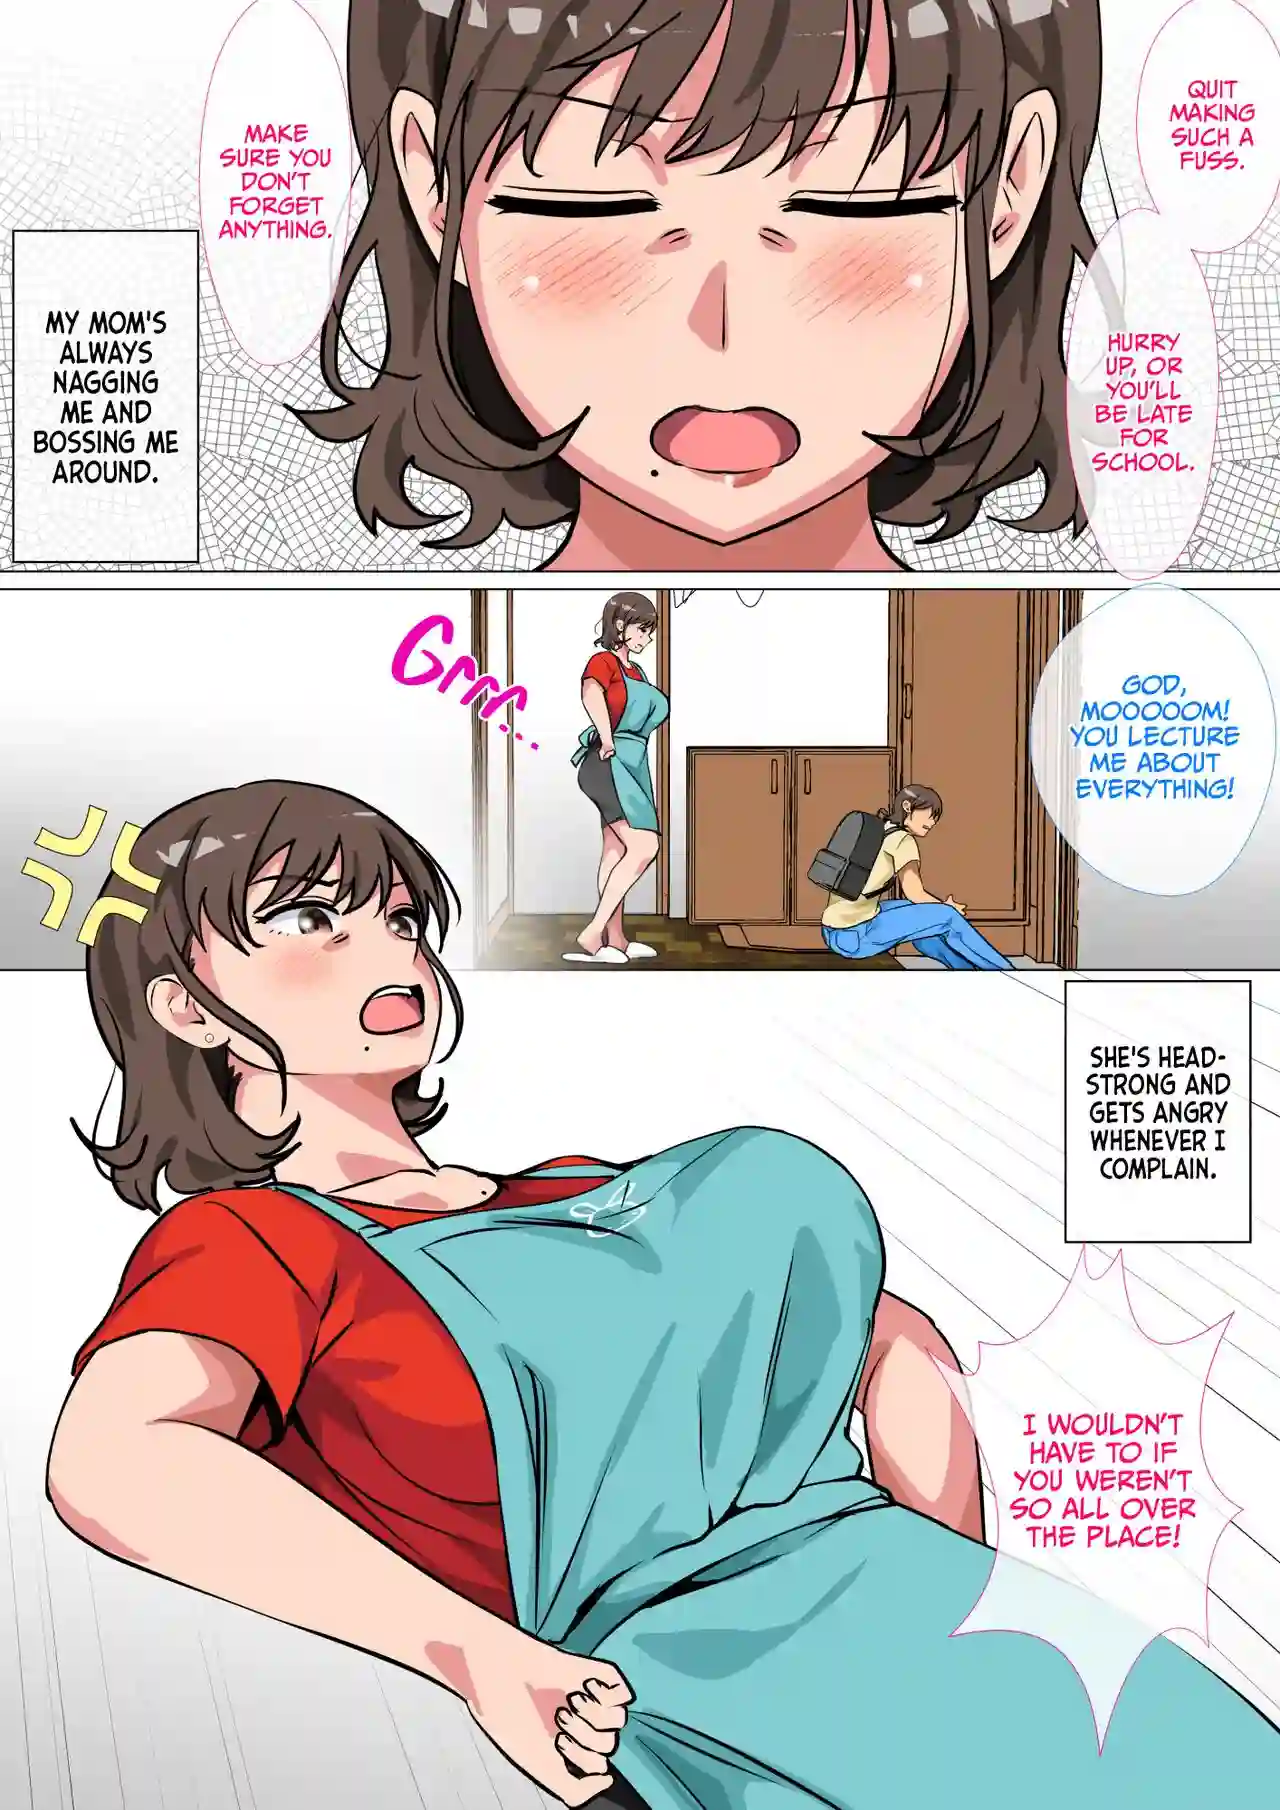 QUIT
MAKING
SUCH A
FUSS.
HURRY
UP, OR
YOU'LL
BE LATE
FOR
SCHOOL.
MAKE
SURE YOU
DON'T
FORGET
ANYTHING.
MY MOM'S
ALWAYS
NAGGING
ME AND
BOSSING ME
AROUND.
GOD,
MOOOOOM!
YOU LECTURE
ME ABOUT
EVERYTHING!
Grrr...
SHE'S HEAD-
STRONG AND
GETS ANGRY
WHENEVER I
COMPLAIN.
I WOULDN'T
HAVE TO IF
YOU WEREN'T
SO ALL OVER
THE PLACE!